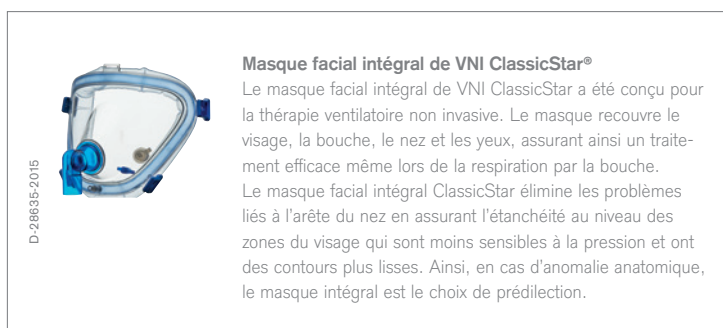 Masque facial intégral de VNI ClassicStar®
Le masque facial intégral de VNI ClassicStar a été conçu pour
la thérapie ventilatoire non invasive. Le masque recouvre le
visage, la bouche, le nez et les yeux, assurant ainsi un traite-
ment efficace même lors de la respiration par la bouche.
Le masque facial intégral ClassicStar élimine les problèmes
liés à l'arête du nez en assurant l'étanchéité au niveau des
zones du visage qui sont moins sensibles à la pression et ont
des contours plus lisses. Ainsi, en cas d'anomalie anatomique,
le masque intégral est le choix de prédilection.
D-28635-2015